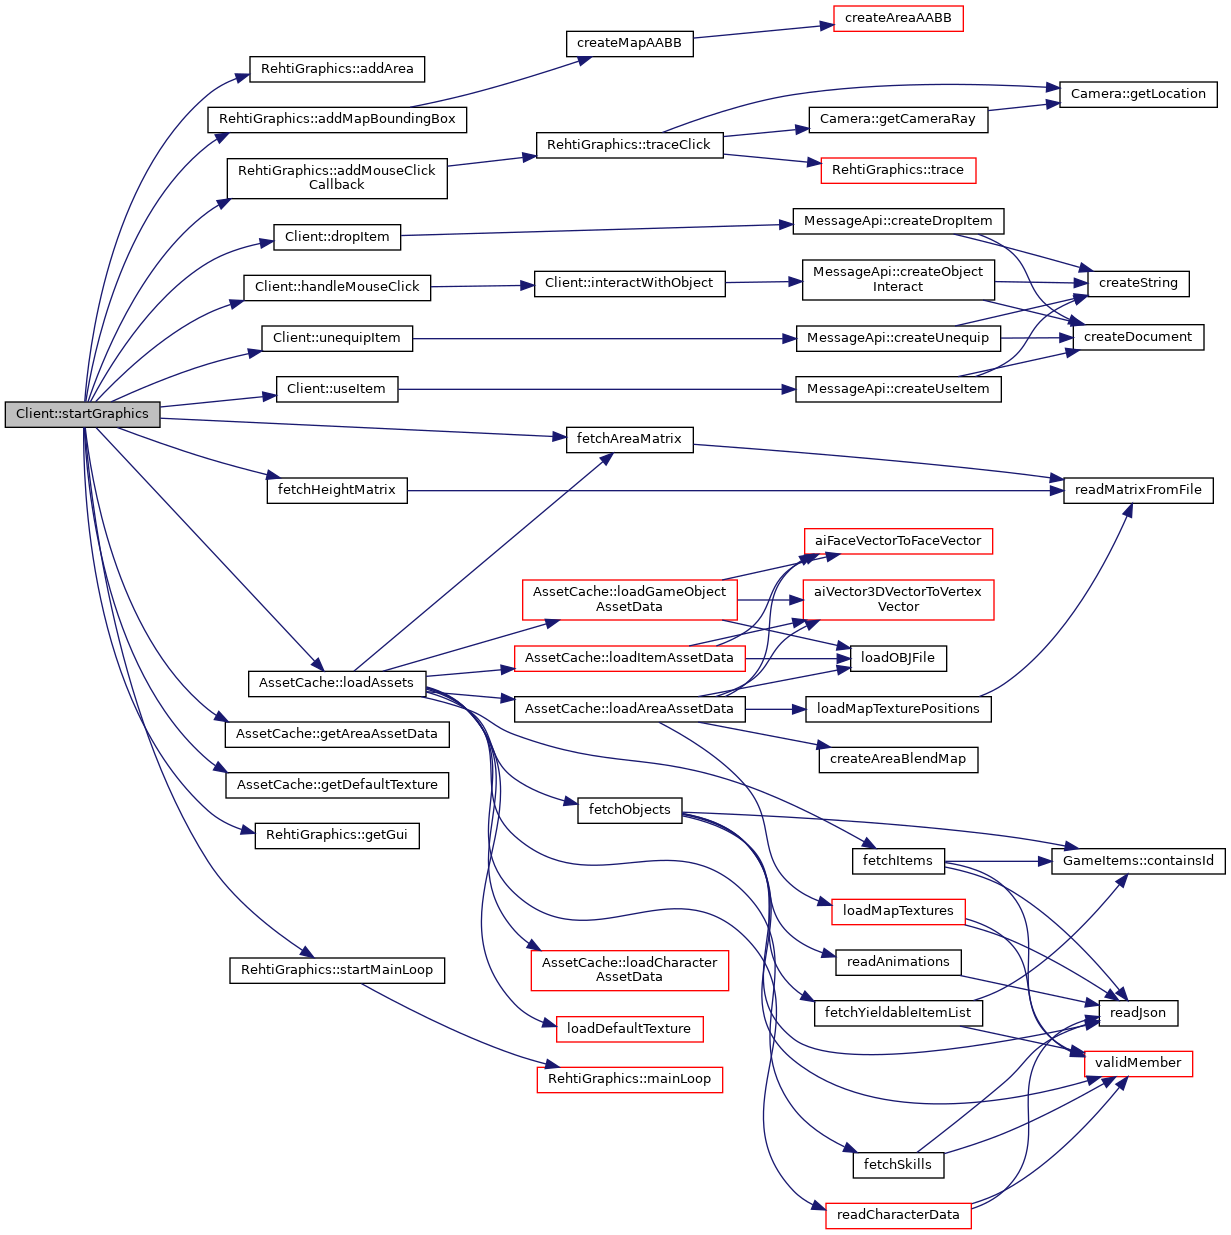 createAreaAABB
createMapAABB
RehtiGraphics::addArea
Camera::getLocation
RehtiGraphics::addMapBoundingBox
Camera::getCameraRay
RehtiGraphics::traceClick
RehtiGraphics::addMouseClick
Callback
RehtiGraphics::trace
MessageApi::createDropItem
Client::dropItem
MessageApi::createObject
Interact
Client::handleMouseClick
Client::interactWithObject
createString
Client::unequipItem
MessageApi::createUnequip
createDocument
Client::useItem
MessageApi::createUseItem
Client::startGraphics
fetchAreaMatrix
fetchHeightMatrix
readMatrixFromFile
aiFaceVectorToFaceVector
AssetCache::loadGameObject
AssetData
aiVector3DVectorToVertex
Vector
AssetCache::loadItemAssetData
loadOBJFile
AssetCache::loadAssets
AssetCache::loadAreaAssetData
loadMapTexturePositions
AssetCache::getAreaAssetData
createAreaBlendMap
AssetCache::getDefaultTexture
fetchObjects
RehtiGraphics::getGui
fetchItems
GameItems::containsId
loadMapTextures
readAnimations
AssetCache::loadCharacter
AssetData
RehtiGraphics::startMainLoop
fetchYieldableItemList
readJson
loadDefaultTexture
validMember
RehtiGraphics::mainLoop
fetchSkills
readCharacterData